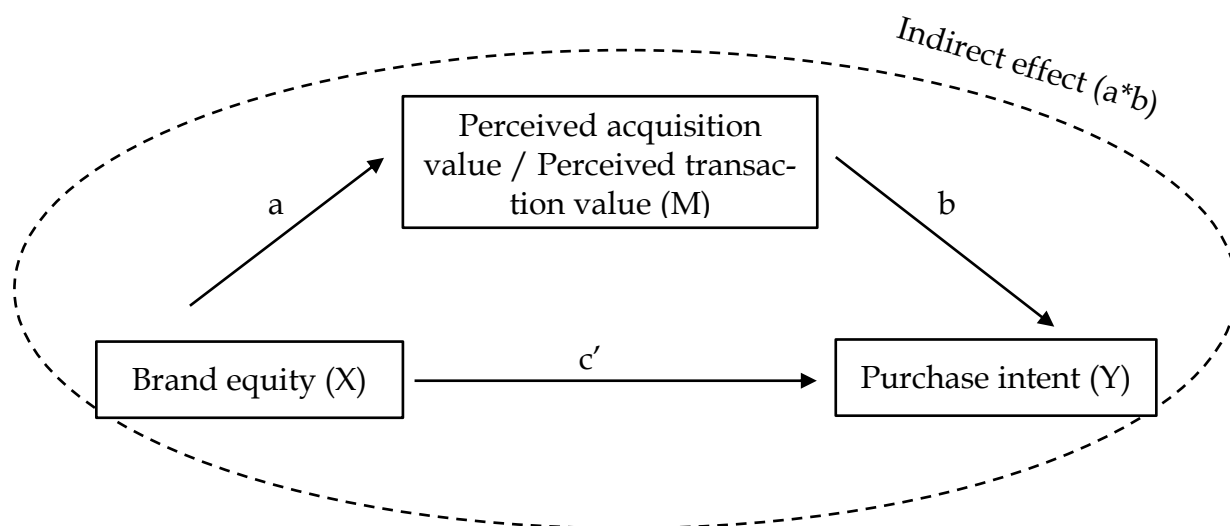 Indirect effect (a*b)
Perceived acquisition
value / Perceived transac-
tion value (M)
a
b
c′
Brand equity (X)
Purchase intent (Y)